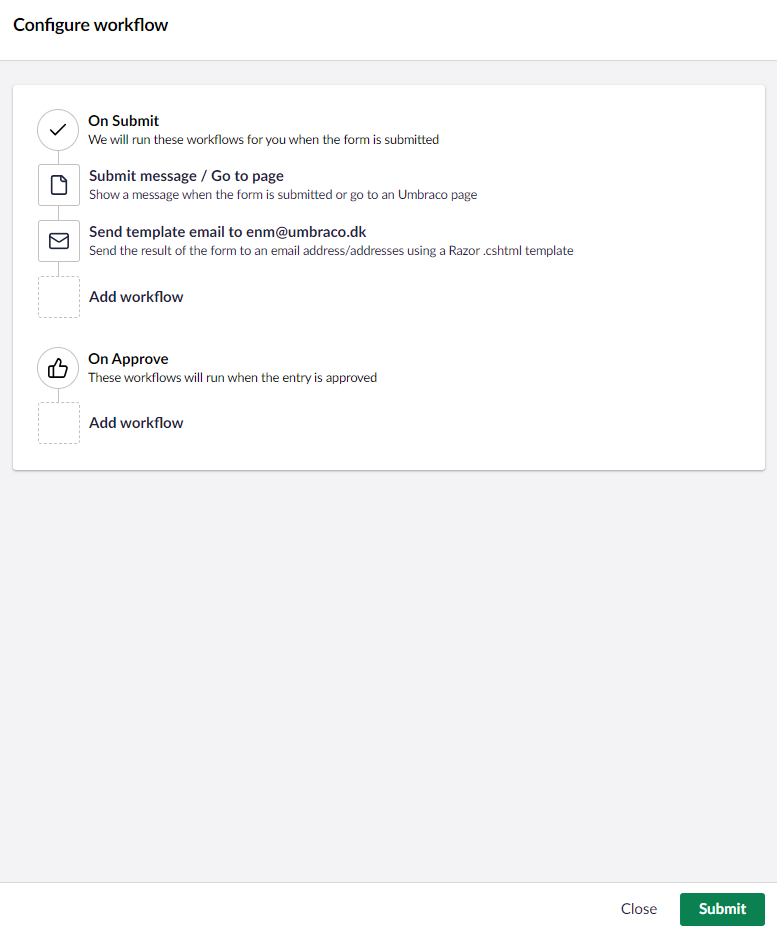 Configure workflow
On Submit
We will run these workflows for you when the form is submitted
Submit message / Go to page
Show a message when the form is submitted or go to an Umbraco page
Send template email to enm@umbraco.dk
Send the result of the form to an email address/addresses using a Razor .cshtml template
Add workflow
On Approve
These workflows will run when the entry is approved
Add workflow
Close
Submit